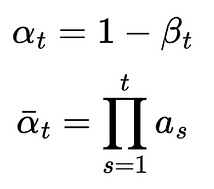 αₜ = 1 − βₜ
ᾱₜ = ∏ₛ₌₁ᵗ aₛ